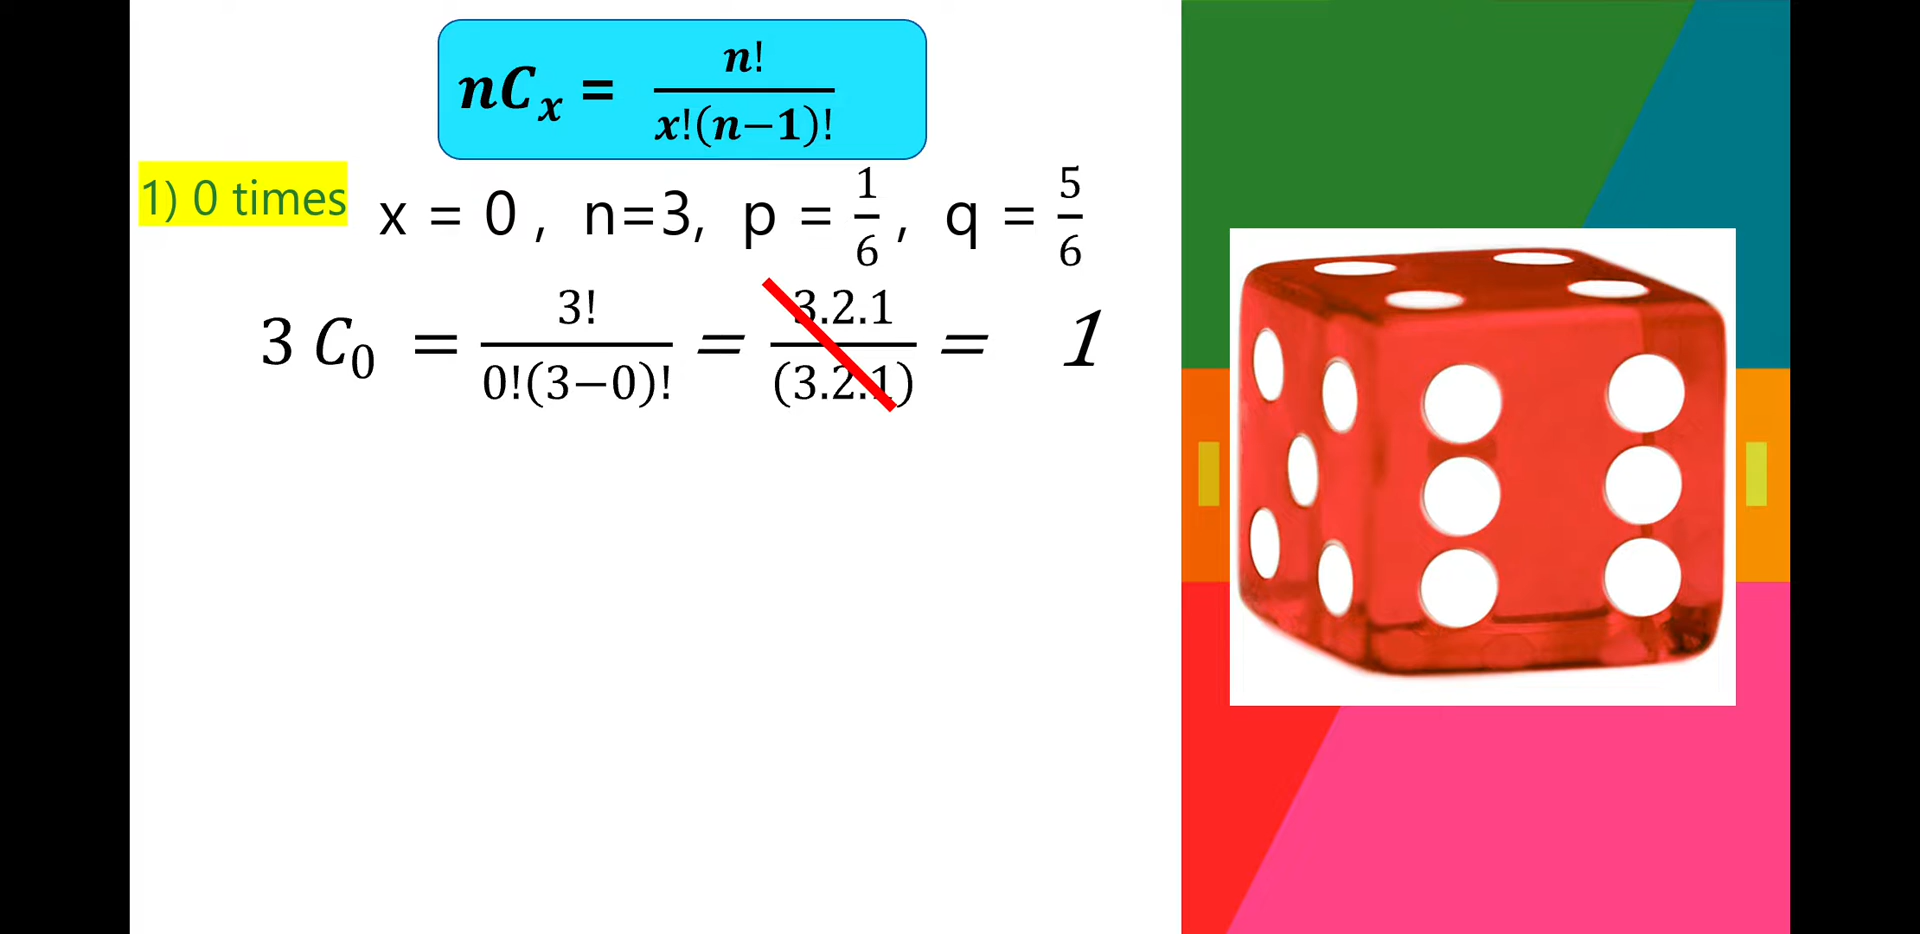 nCₓ = n! / x!(n−1)!
1) 0 times x = 0 , n=3, p = 1/6 , q = 5/6
3 C₀ = 3! / 0!(3−0)! = 3.2.1 / (3.2.1) = 1